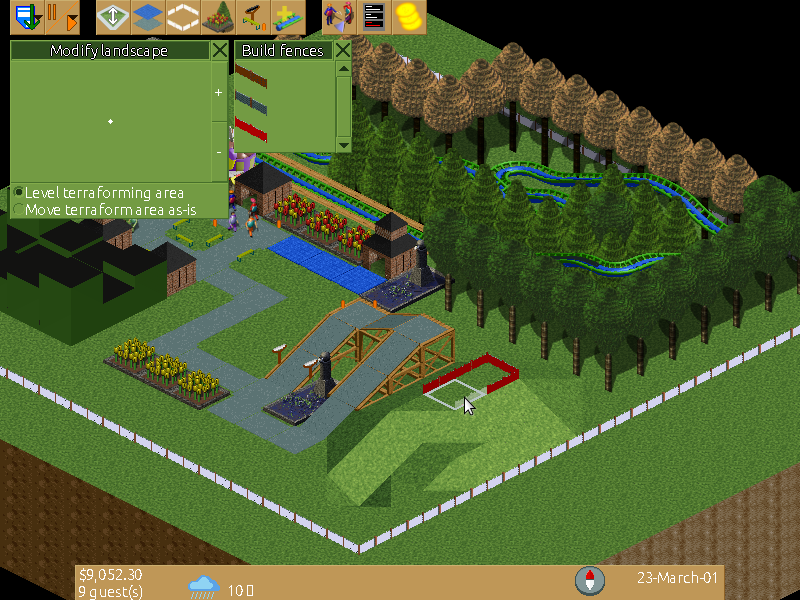 Modify landscape
Build fences
+
-
Level terraforming area
Move terraform area as-is
$9,052.30
9 guest(s)
10
23-March-01